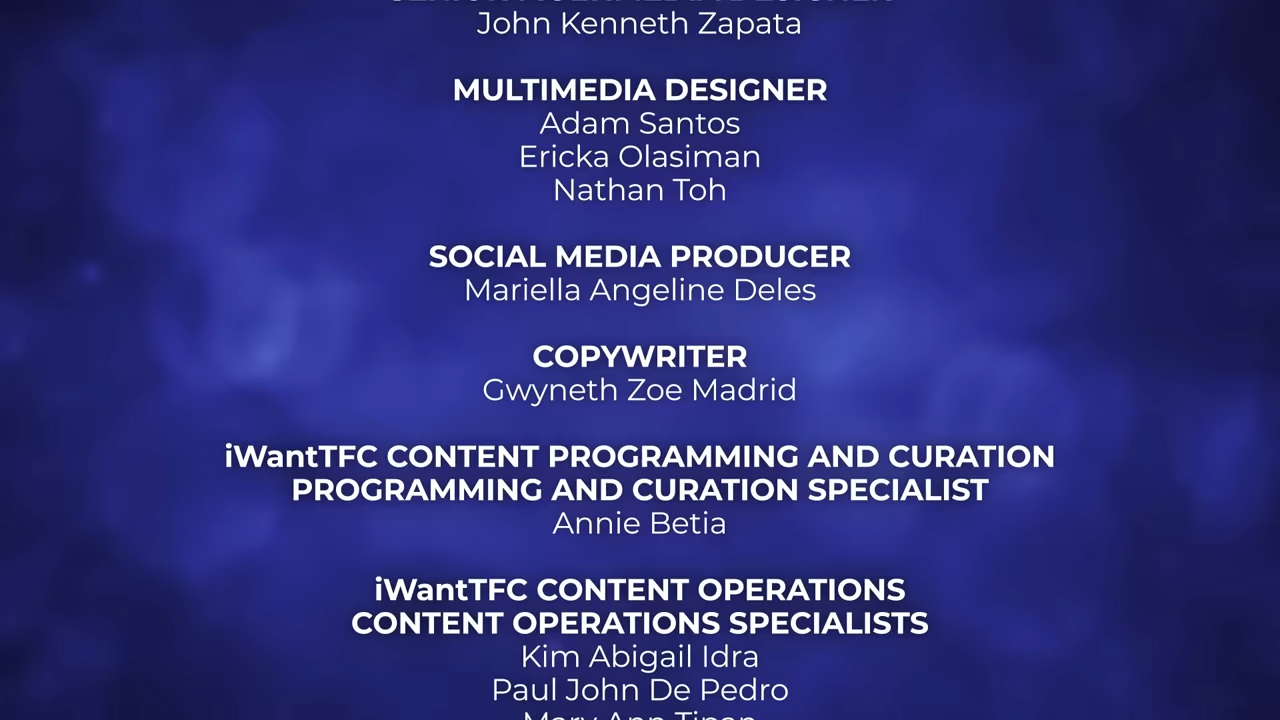 John Kenneth Zapata
MULTIMEDIA DESIGNER
Adam Santos
Ericka Olasiman
Nathan Toh
SOCIAL MEDIA PRODUCER
Mariella Angeline Deles
COPYWRITER
Gwyneth Zoe Madrid
iWantTFC CONTENT PROGRAMMING AND CURATION
PROGRAMMING AND CURATION SPECIALIST
Annie Betia
iWantTFC CONTENT OPERATIONS
CONTENT OPERATIONS SPECIALISTS
Kim Abigail Idra
Paul John De Pedro
Mary Ann